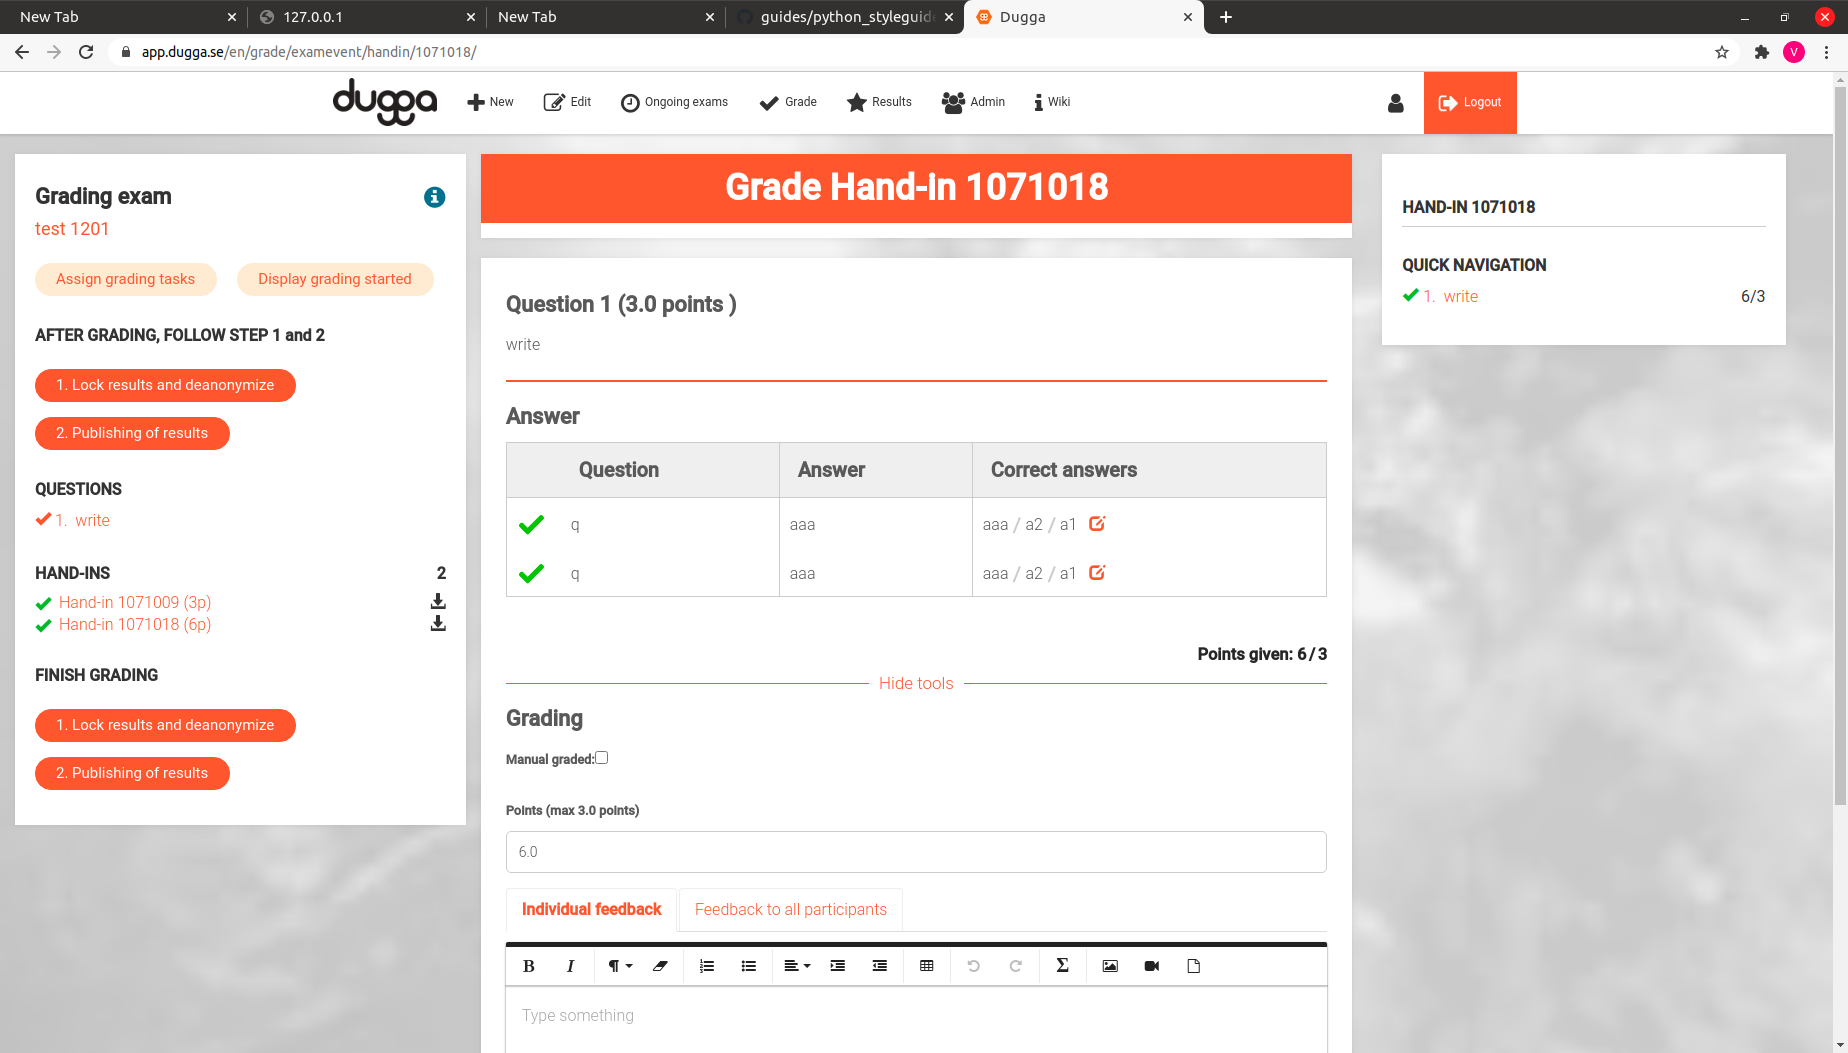 New Tab
127.0.0.1
New Tab
guides/python_styleguide
Dugga
app.dugga.se/en/grade/examevent/handin/1071018/
V
dugga
New
Edit
Ongoing exams
Grade
Results
Admin
Wiki
Logout
Grading exam
test 1201
Assign grading tasks
Display grading started
AFTER GRADING, FOLLOW STEP 1 and 2
1. Lock results and deanonymize
2. Publishing of results
QUESTIONS
1. write
HAND-INS 2
Hand-in 1071009 (3p)
Hand-in 1071018 (6p)
FINISH GRADING
1. Lock results and deanonymize
2. Publishing of results
Grade Hand-in 1071018
Question 1 (3.0 points )
write
Answer
Question Answer Correct answers
q aaa aaa / a2 / a1
q aaa aaa / a2 / a1
Points given: 6 / 3
Hide tools
Grading
Manual graded:
Points (max 3.0 points)
6.0
Individual feedback
Feedback to all participants
B I ¶ Σ
Type something
HAND-IN 1071018
QUICK NAVIGATION
1. write 6/3